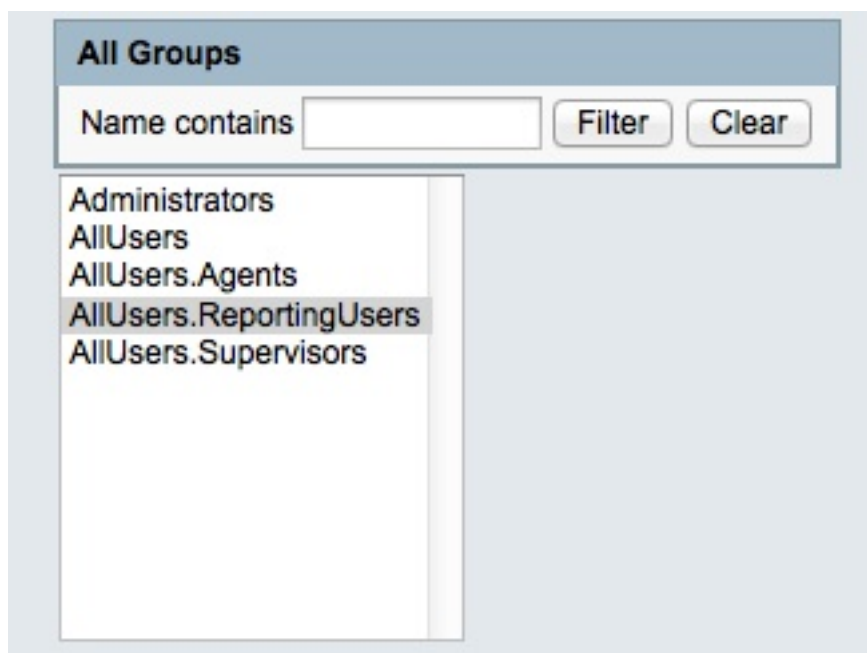 All Groups
Name contains Filter Clear
Administrators
AllUsers
AllUsers.Agents
AllUsers.ReportingUsers
AllUsers.Supervisors